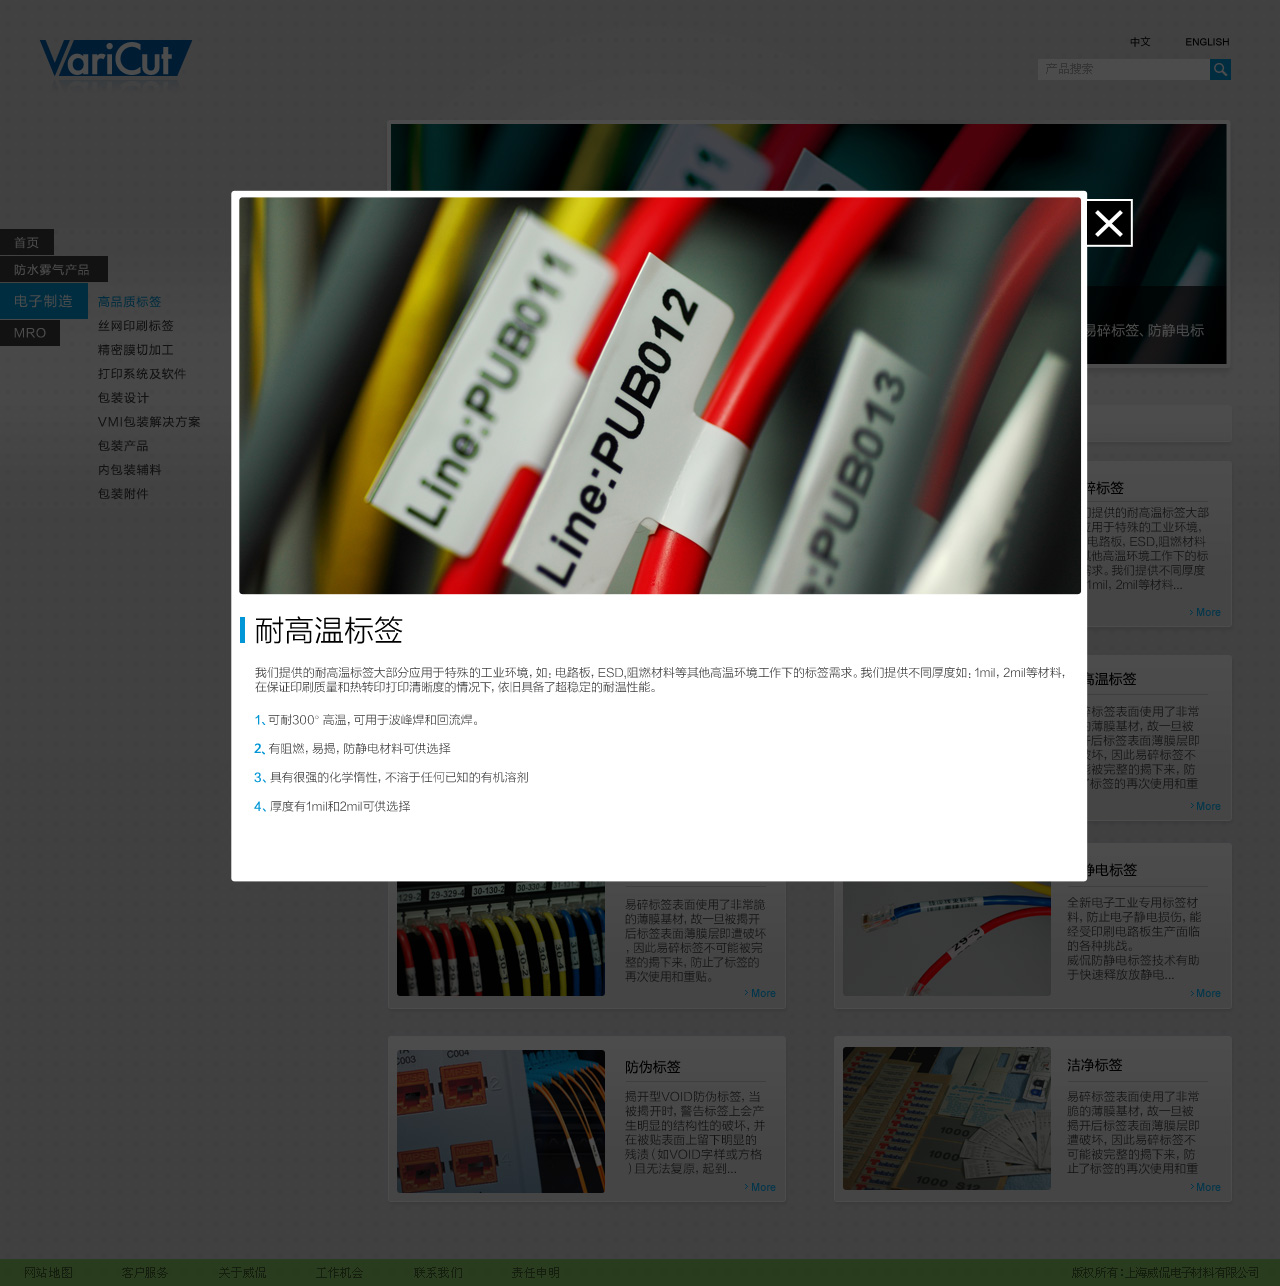 VariCut
中文 ENGLISH
产品搜索
首页
防水雾气产品
电子制造
MRO
高品质标签
丝网印刷标签
精密膜切加工
打印系统及软件
包装设计
VMI包装解决方案
包装产品
内包装辅料
包装附件
易碎标签、防静电标
Line:PUB011
Line:PUB012
Line:PUB013
耐高温标签
我们提供的耐高温标签大部分应用于特殊的工业环境，如：电路板，ESD,阻燃材料等其他高温环境工作下的标签需求。我们提供不同厚度如：1mil，2mil等材料，
在保证印刷质量和热转印打印清晰度的情况下，依旧具备了超稳定的耐温性能。
1、可耐300°高温，可用于波峰焊和回流焊。
2、有阻燃，易揭，防静电材料可供选择
3、具有很强的化学惰性，不溶于任何已知的有机溶剂
4、厚度有1mil和2mil可供选择
碎标签
们提供的耐高温标签大部
应用于特殊的工业环境，
电路板，ESD,阻燃材料
其他高温环境工作下的标
需求。我们提供不同厚度
1mil，2mil等材料...
> More
高温标签
碎标签表面使用了非常
的薄膜基材，故一旦被
开后标签表面薄膜层即
破坏，因此易碎标签不
能被完整的揭下来，防
了标签的再次使用和重
> More
易碎标签表面使用了非常脆
的薄膜基材，故一旦被揭开
后标签表面薄膜层即遭破坏
，因此易碎标签不可能被完
整的揭下来，防止了标签的
再次使用和重贴。
> More
静电标签
全新电子工业专用标签材
料，防止电子静电损伤，能
经受印刷电路板生产面临
的各种挑战。
威侃防静电标签技术有助
于快速释放放静电...
> More
防伪标签
揭开型VOID防伪标签，当
被揭开时，警告标签上会产
生明显的结构性的破坏，并
在被贴表面上留下明显的
残渍（如VOID字样或方格
）且无法复原，起到...
> More
洁净标签
易碎标签表面使用了非常
脆的薄膜基材，故一旦被
揭开后标签表面薄膜层即
遭破坏，因此易碎标签不
可能被完整的揭下来，防
止了标签的再次使用和重
> More
网站地图 客户服务 关于威侃 工作机会 联系我们 责任申明 版权所有：上海威侃电子材料有限公司